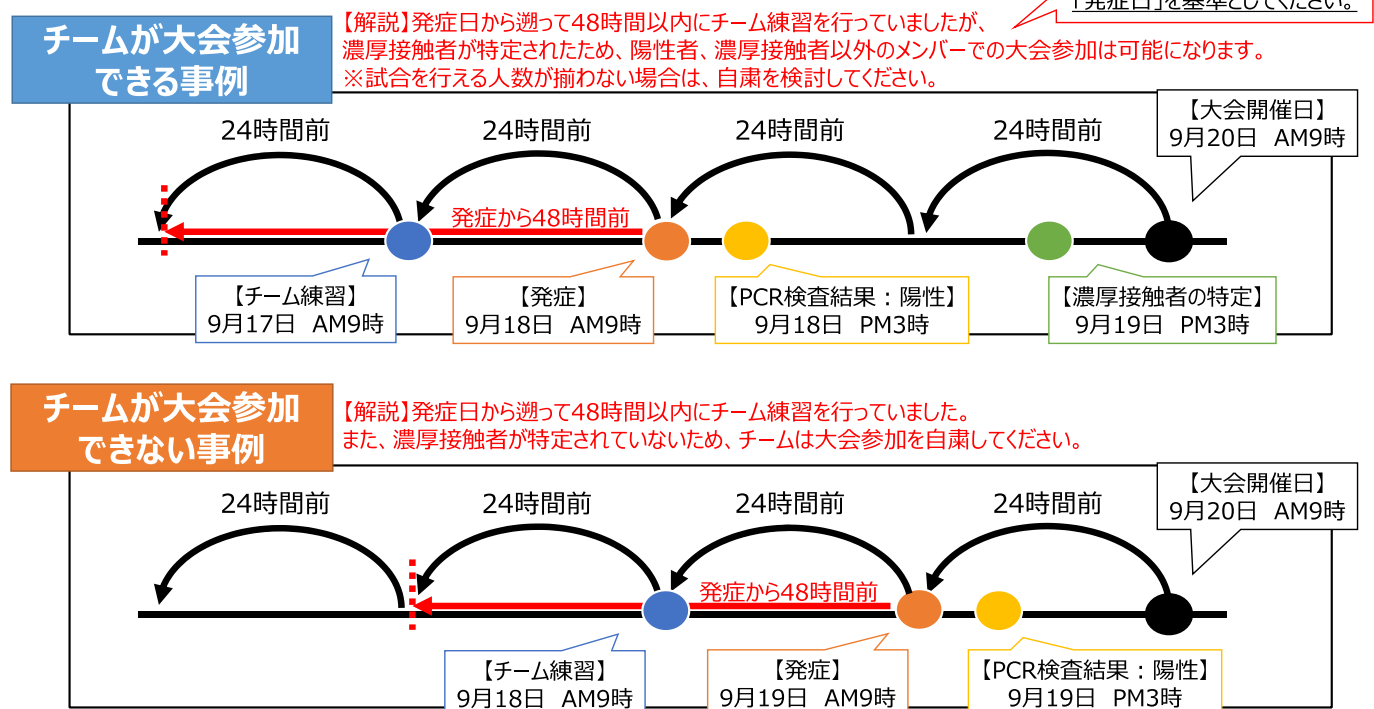 「発症日」を基準としてください。
チームが大会参加
できる事例
【解説】発症日から遡って48時間以内にチーム練習を行っていましたが、
濃厚接触者が特定されたため、陽性者、濃厚接触者以外のメンバーでの大会参加は可能になります。
※試合を行える人数が揃わない場合は、自粛を検討してください。
24時間前
24時間前
24時間前
24時間前
【大会開催日】
9月20日 AM9時
発症から48時間前
【チーム練習】
9月17日 AM9時
【発症】
9月18日 AM9時
【PCR検査結果：陽性】
9月18日 PM3時
【濃厚接触者の特定】
9月19日 PM3時
チームが大会参加
できない事例
【解説】発症日から遡って48時間以内にチーム練習を行っていました。
また、濃厚接触者が特定されていないため、チームは大会参加を自粛してください。
24時間前
24時間前
24時間前
24時間前
【大会開催日】
9月20日 AM9時
発症から48時間前
【チーム練習】
9月18日 AM9時
【発症】
9月19日 AM9時
【PCR検査結果：陽性】
9月19日 PM3時